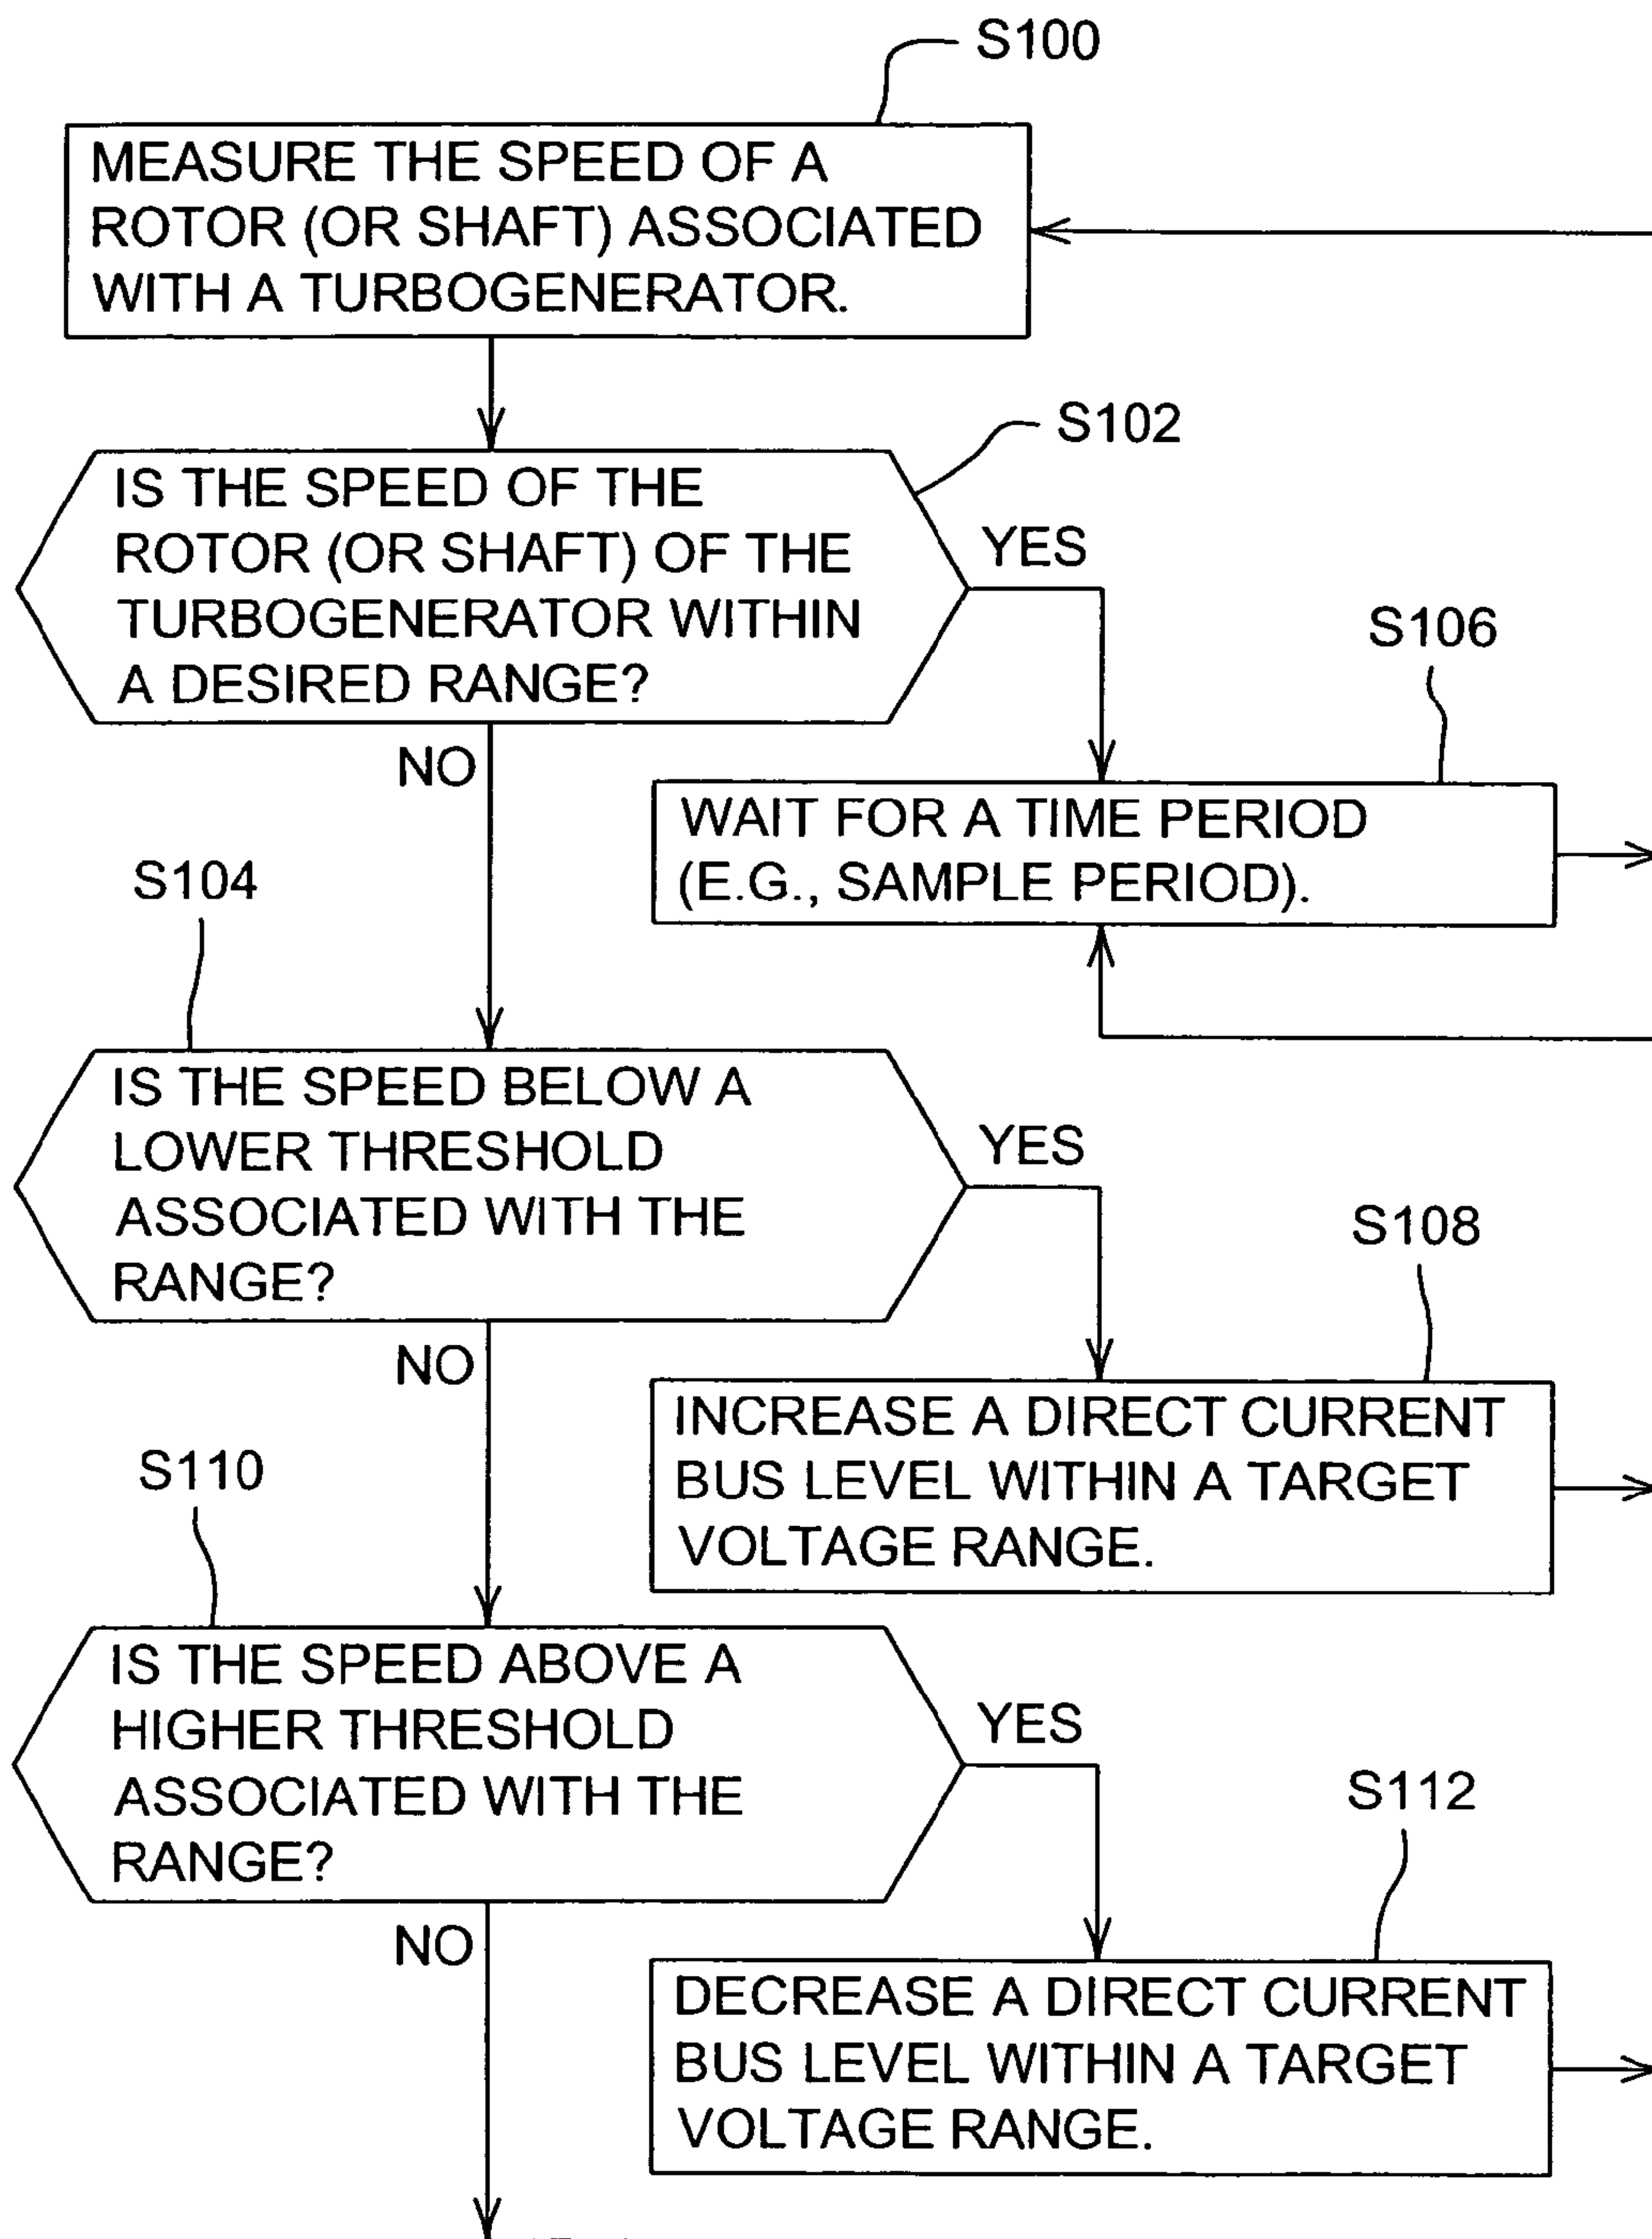 S100
MEASURE THE SPEED OF A
ROTOR (OR SHAFT) ASSOCIATED
WITH A TURBOGENERATOR.
S102
IS THE SPEED OF THE
ROTOR (OR SHAFT) OF THE
TURBOGENERATOR WITHIN
A DESIRED RANGE?
YES
NO
S106
WAIT FOR A TIME PERIOD
(E.G., SAMPLE PERIOD).
S104
IS THE SPEED BELOW A
LOWER THRESHOLD
ASSOCIATED WITH THE
RANGE?
YES
NO
S108
INCREASE A DIRECT CURRENT
BUS LEVEL WITHIN A TARGET
VOLTAGE RANGE.
S110
IS THE SPEED ABOVE A
HIGHER THRESHOLD
ASSOCIATED WITH THE
RANGE?
YES
NO
S112
DECREASE A DIRECT CURRENT
BUS LEVEL WITHIN A TARGET
VOLTAGE RANGE.